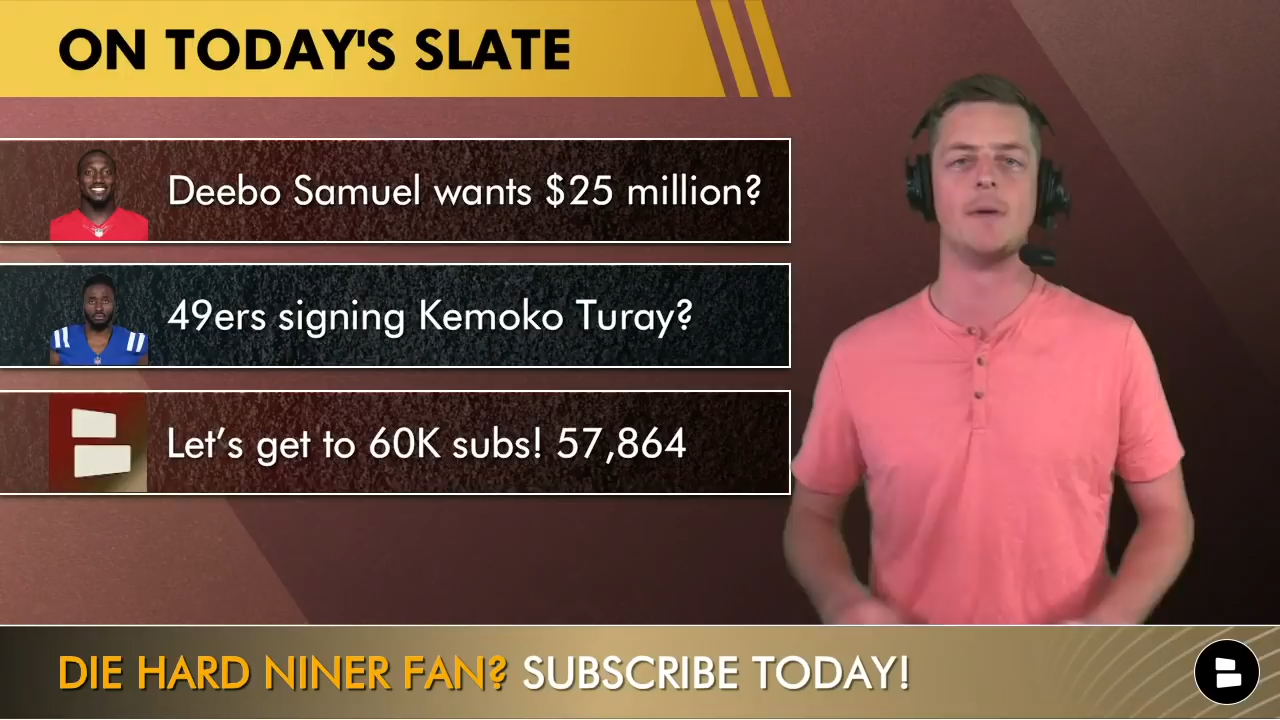 ON TODAY'S SLATE
Deebo Samuel wants $25 million?
49ers signing Kemoko Turay?
Let’s get to 60K subs! 57,864
DIE HARD NINER FAN? SUBSCRIBE TODAY!